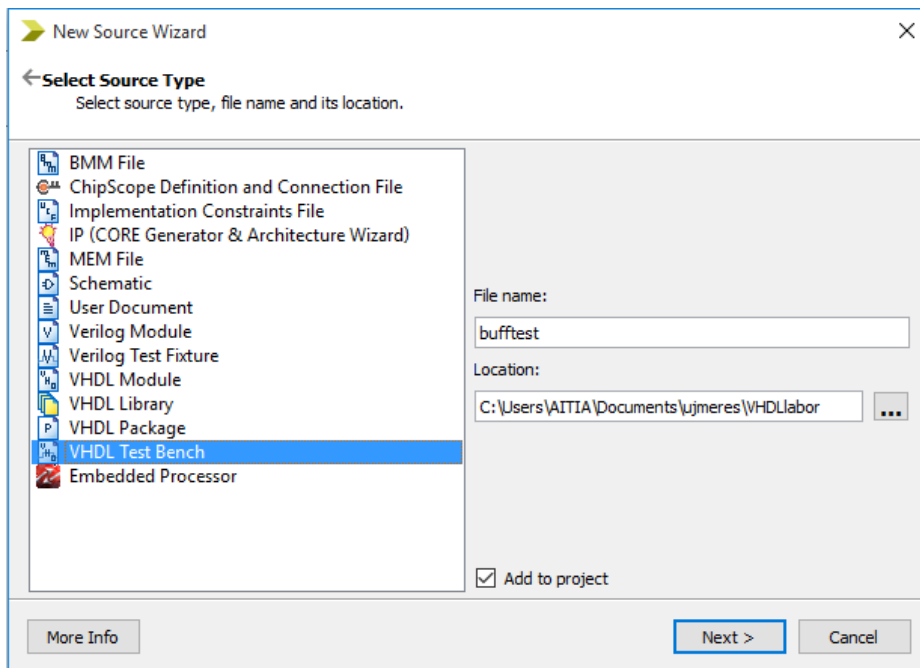 New Source Wizard
Select Source Type
Select source type, file name and its location.
BMM File
ChipScope Definition and Connection File
Implementation Constraints File
IP (CORE Generator & Architecture Wizard)
MEM File
Schematic
User Document
Verilog Module
Verilog Test Fixture
VHDL Module
VHDL Library
VHDL Package
VHDL Test Bench
Embedded Processor
File name:
bufftest
Location:
C:\Users\AITIA\Documents\ujmeres\VHDLlabor
...
Add to project
More Info
Next >
Cancel